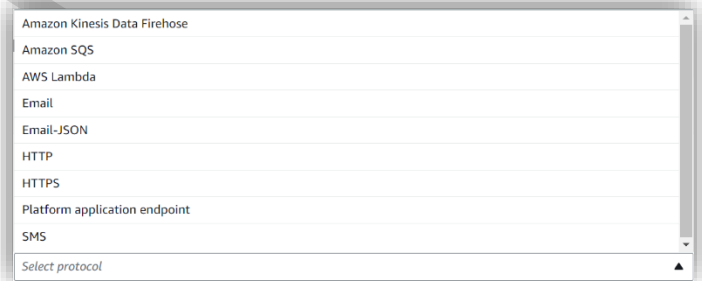 Amazon Kinesis Data Firehose
Amazon SQS
AWS Lambda
Email
Email-JSON
HTTP
HTTPS
Platform application endpoint
SMS
Select protocol